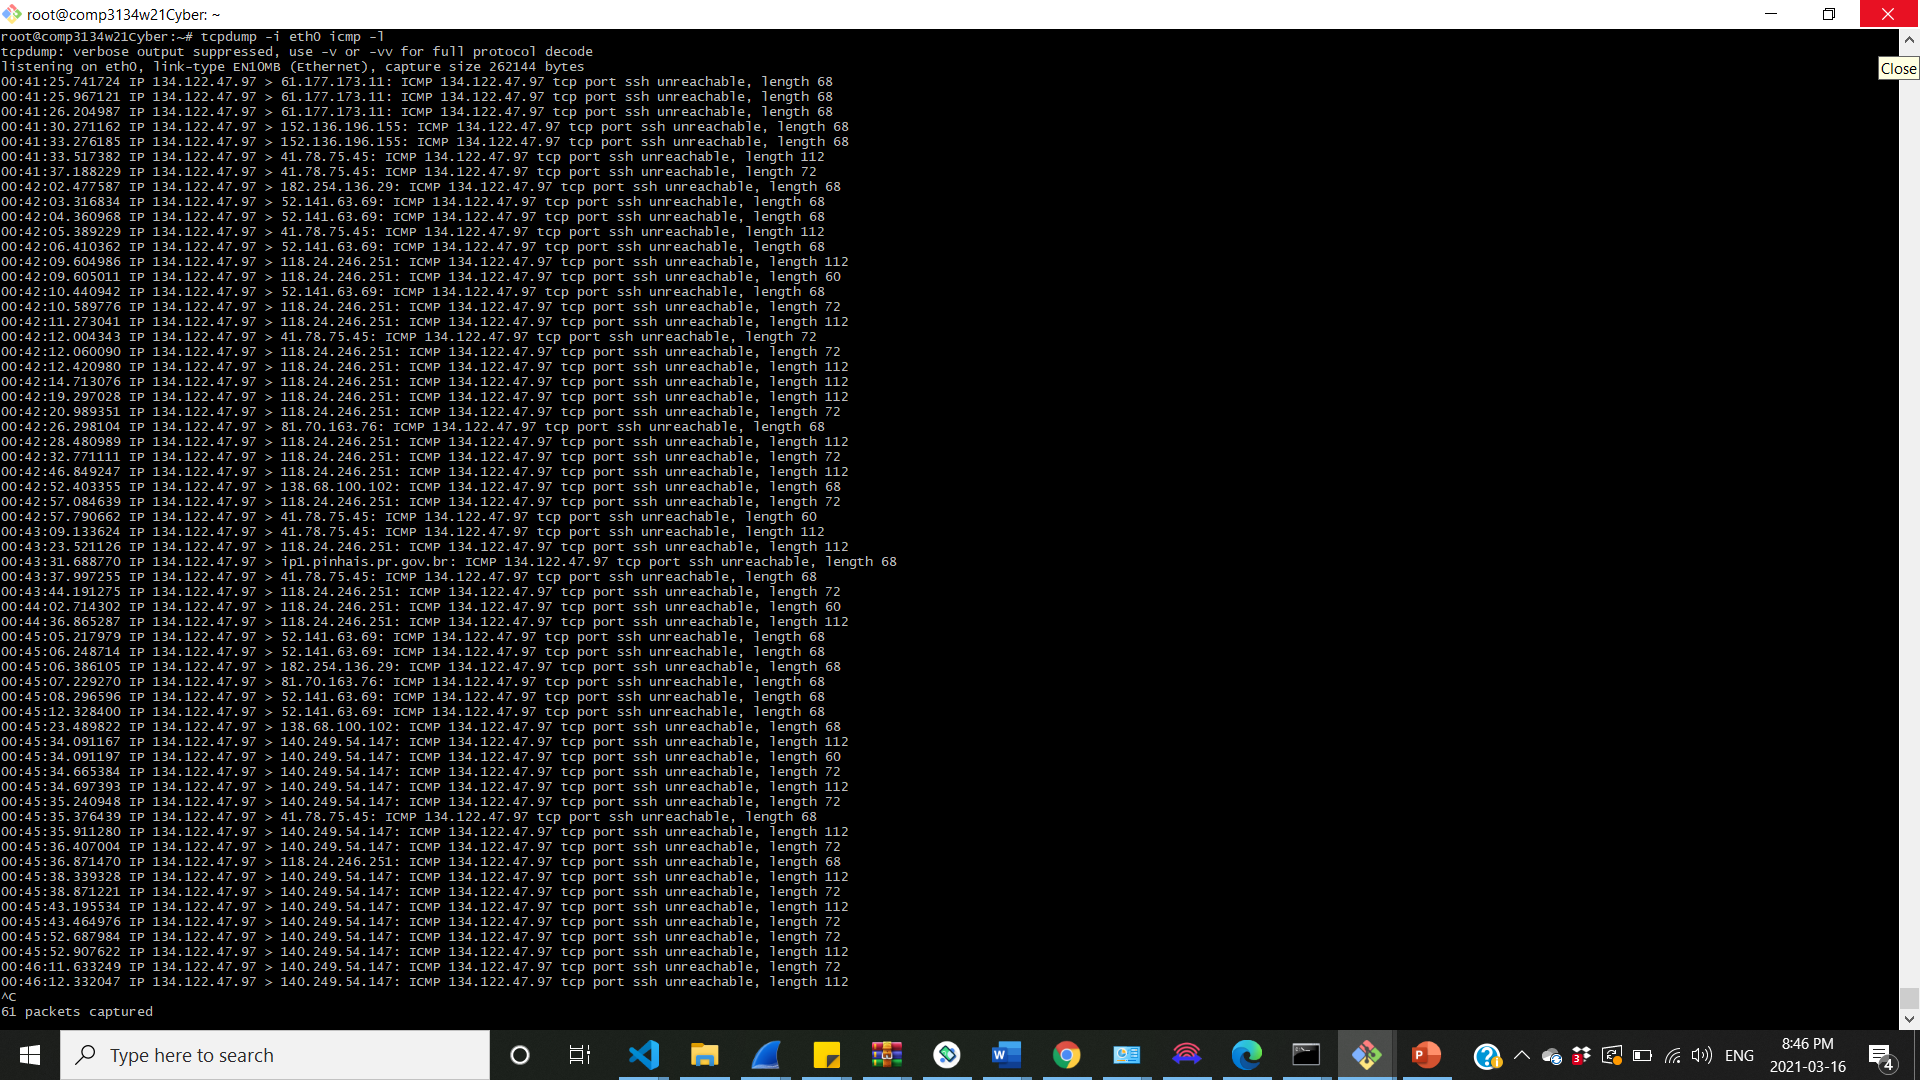 root@comp3134w21Cyber: ~
root@comp3134w21Cyber:~# tcpdump -i eth0 icmp -l
tcpdump: verbose output suppressed, use -v or -vv for full protocol decode
listening on eth0, link-type EN10MB (Ethernet), capture size 262144 bytes
Close
00:41:25.741724 IP 134.122.47.97 > 61.177.173.11: ICMP 134.122.47.97 tcp port ssh unreachable, length 68
00:41:25.967121 IP 134.122.47.97 > 61.177.173.11: ICMP 134.122.47.97 tcp port ssh unreachable, length 68
00:41:26.204987 IP 134.122.47.97 > 61.177.173.11: ICMP 134.122.47.97 tcp port ssh unreachable, length 68
00:41:30.271162 IP 134.122.47.97 > 152.136.196.155: ICMP 134.122.47.97 tcp port ssh unreachable, length 68
00:41:33.276185 IP 134.122.47.97 > 152.136.196.155: ICMP 134.122.47.97 tcp port ssh unreachable, length 68
00:41:33.517382 IP 134.122.47.97 > 41.78.75.45: ICMP 134.122.47.97 tcp port ssh unreachable, length 112
00:41:37.188229 IP 134.122.47.97 > 41.78.75.45: ICMP 134.122.47.97 tcp port ssh unreachable, length 72
00:42:02.477587 IP 134.122.47.97 > 182.254.136.29: ICMP 134.122.47.97 tcp port ssh unreachable, length 68
00:42:03.316834 IP 134.122.47.97 > 52.141.63.69: ICMP 134.122.47.97 tcp port ssh unreachable, length 68
00:42:04.360968 IP 134.122.47.97 > 52.141.63.69: ICMP 134.122.47.97 tcp port ssh unreachable, length 68
00:42:05.389229 IP 134.122.47.97 > 41.78.75.45: ICMP 134.122.47.97 tcp port ssh unreachable, length 112
00:42:06.410362 IP 134.122.47.97 > 52.141.63.69: ICMP 134.122.47.97 tcp port ssh unreachable, length 68
00:42:09.604986 IP 134.122.47.97 > 118.24.246.251: ICMP 134.122.47.97 tcp port ssh unreachable, length 112
00:42:09.605011 IP 134.122.47.97 > 118.24.246.251: ICMP 134.122.47.97 tcp port ssh unreachable, length 60
00:42:10.440942 IP 134.122.47.97 > 52.141.63.69: ICMP 134.122.47.97 tcp port ssh unreachable, length 68
00:42:10.589776 IP 134.122.47.97 > 118.24.246.251: ICMP 134.122.47.97 tcp port ssh unreachable, length 72
00:42:11.273041 IP 134.122.47.97 > 118.24.246.251: ICMP 134.122.47.97 tcp port ssh unreachable, length 112
00:42:12.004343 IP 134.122.47.97 > 41.78.75.45: ICMP 134.122.47.97 tcp port ssh unreachable, length 72
00:42:12.060090 IP 134.122.47.97 > 118.24.246.251: ICMP 134.122.47.97 tcp port ssh unreachable, length 72
00:42:12.420980 IP 134.122.47.97 > 118.24.246.251: ICMP 134.122.47.97 tcp port ssh unreachable, length 112
00:42:14.713076 IP 134.122.47.97 > 118.24.246.251: ICMP 134.122.47.97 tcp port ssh unreachable, length 112
00:42:19.297028 IP 134.122.47.97 > 118.24.246.251: ICMP 134.122.47.97 tcp port ssh unreachable, length 112
00:42:20.989351 IP 134.122.47.97 > 118.24.246.251: ICMP 134.122.47.97 tcp port ssh unreachable, length 72
00:42:26.298104 IP 134.122.47.97 > 81.70.163.76: ICMP 134.122.47.97 tcp port ssh unreachable, length 68
00:42:28.480989 IP 134.122.47.97 > 118.24.246.251: ICMP 134.122.47.97 tcp port ssh unreachable, length 112
00:42:32.771111 IP 134.122.47.97 > 118.24.246.251: ICMP 134.122.47.97 tcp port ssh unreachable, length 72
00:42:46.849247 IP 134.122.47.97 > 118.24.246.251: ICMP 134.122.47.97 tcp port ssh unreachable, length 112
00:42:52.403355 IP 134.122.47.97 > 138.68.100.102: ICMP 134.122.47.97 tcp port ssh unreachable, length 68
00:42:57.084639 IP 134.122.47.97 > 118.24.246.251: ICMP 134.122.47.97 tcp port ssh unreachable, length 72
00:42:57.790662 IP 134.122.47.97 > 41.78.75.45: ICMP 134.122.47.97 tcp port ssh unreachable, length 60
00:43:09.133624 IP 134.122.47.97 > 41.78.75.45: ICMP 134.122.47.97 tcp port ssh unreachable, length 112
00:43:23.521126 IP 134.122.47.97 > 118.24.246.251: ICMP 134.122.47.97 tcp port ssh unreachable, length 112
00:43:31.688770 IP 134.122.47.97 > ip1.pinhais.pr.gov.br: ICMP 134.122.47.97 tcp port ssh unreachable, length 68
00:43:37.997255 IP 134.122.47.97 > 41.78.75.45: ICMP 134.122.47.97 tcp port ssh unreachable, length 68
00:43:44.191275 IP 134.122.47.97 > 118.24.246.251: ICMP 134.122.47.97 tcp port ssh unreachable, length 72
00:44:02.714302 IP 134.122.47.97 > 118.24.246.251: ICMP 134.122.47.97 tcp port ssh unreachable, length 60
00:44:36.865287 IP 134.122.47.97 > 118.24.246.251: ICMP 134.122.47.97 tcp port ssh unreachable, length 112
00:45:05.217979 IP 134.122.47.97 > 52.141.63.69: ICMP 134.122.47.97 tcp port ssh unreachable, length 68
00:45:06.248714 IP 134.122.47.97 > 52.141.63.69: ICMP 134.122.47.97 tcp port ssh unreachable, length 68
00:45:06.386105 IP 134.122.47.97 > 182.254.136.29: ICMP 134.122.47.97 tcp port ssh unreachable, length 68
00:45:07.229270 IP 134.122.47.97 > 81.70.163.76: ICMP 134.122.47.97 tcp port ssh unreachable, length 68
00:45:08.296596 IP 134.122.47.97 > 52.141.63.69: ICMP 134.122.47.97 tcp port ssh unreachable, length 68
00:45:12.328400 IP 134.122.47.97 > 52.141.63.69: ICMP 134.122.47.97 tcp port ssh unreachable, length 68
00:45:23.489822 IP 134.122.47.97 > 138.68.100.102: ICMP 134.122.47.97 tcp port ssh unreachable, length 68
00:45:34.091167 IP 134.122.47.97 > 140.249.54.147: ICMP 134.122.47.97 tcp port ssh unreachable, length 112
00:45:34.091197 IP 134.122.47.97 > 140.249.54.147: ICMP 134.122.47.97 tcp port ssh unreachable, length 60
00:45:34.665384 IP 134.122.47.97 > 140.249.54.147: ICMP 134.122.47.97 tcp port ssh unreachable, length 72
00:45:34.697393 IP 134.122.47.97 > 140.249.54.147: ICMP 134.122.47.97 tcp port ssh unreachable, length 112
00:45:35.240948 IP 134.122.47.97 > 140.249.54.147: ICMP 134.122.47.97 tcp port ssh unreachable, length 72
00:45:35.376439 IP 134.122.47.97 > 41.78.75.45: ICMP 134.122.47.97 tcp port ssh unreachable, length 68
00:45:35.911280 IP 134.122.47.97 > 140.249.54.147: ICMP 134.122.47.97 tcp port ssh unreachable, length 112
00:45:36.407004 IP 134.122.47.97 > 140.249.54.147: ICMP 134.122.47.97 tcp port ssh unreachable, length 72
00:45:36.871470 IP 134.122.47.97 > 118.24.246.251: ICMP 134.122.47.97 tcp port ssh unreachable, length 68
00:45:38.339328 IP 134.122.47.97 > 140.249.54.147: ICMP 134.122.47.97 tcp port ssh unreachable, length 112
00:45:38.871221 IP 134.122.47.97 > 140.249.54.147: ICMP 134.122.47.97 tcp port ssh unreachable, length 72
00:45:43.195534 IP 134.122.47.97 > 140.249.54.147: ICMP 134.122.47.97 tcp port ssh unreachable, length 112
00:45:43.464976 IP 134.122.47.97 > 140.249.54.147: ICMP 134.122.47.97 tcp port ssh unreachable, length 72
00:45:52.687984 IP 134.122.47.97 > 140.249.54.147: ICMP 134.122.47.97 tcp port ssh unreachable, length 72
00:45:52.907622 IP 134.122.47.97 > 140.249.54.147: ICMP 134.122.47.97 tcp port ssh unreachable, length 112
00:46:11.633249 IP 134.122.47.97 > 140.249.54.147: ICMP 134.122.47.97 tcp port ssh unreachable, length 72
00:46:12.332047 IP 134.122.47.97 > 140.249.54.147: ICMP 134.122.47.97 tcp port ssh unreachable, length 112
^C
61 packets captured
Type here to search
W
P
?
3
ENG
8:46 PM
2021-03-16
4